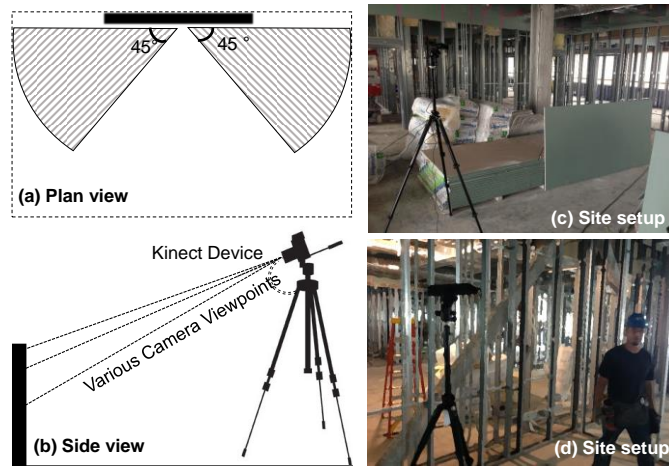 45°
45°
(a) Plan view
(c) Site setup
Kinect Device
Various Camera Viewpoints
(b) Side view
(d) Site setup